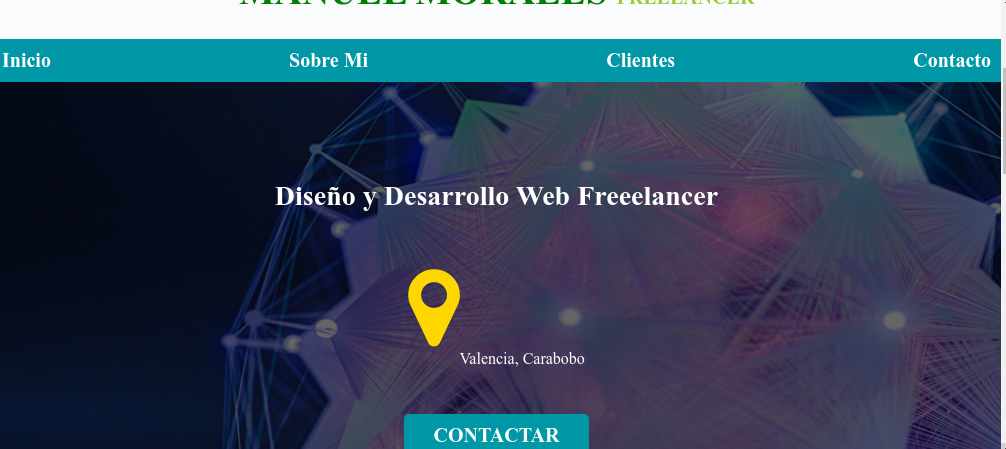 MANUEL MORALES FREELANCER
Inicio Sobre Mi Clientes Contacto
Diseño y Desarrollo Web Freeelancer
Valencia, Carabobo
CONTACTAR